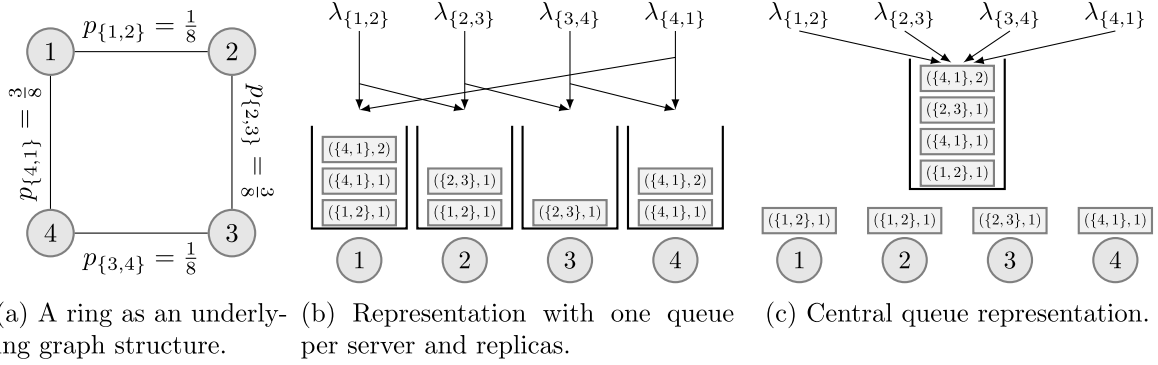 p_{1,2} = 1/8
1
2
p_{4,1} = 3/8
p_{2,3} = 3/8
4
3
p_{3,4} = 1/8
(a) A ring as an underly-
ing graph structure.
λ_{1,2} λ_{2,3} λ_{3,4} λ_{4,1}
({4,1},2)
({4,1},1) ({2,3},1) ({4,1},2)
({1,2},1) ({1,2},1) ({2,3},1) ({4,1},1)
1 2 3 4
(b) Representation with one queue
per server and replicas.
λ_{1,2} λ_{2,3} λ_{3,4} λ_{4,1}
({4,1},2)
({2,3},1)
({4,1},1)
({1,2},1)
({1,2},1) ({1,2},1) ({2,3},1) ({4,1},1)
1 2 3 4
(c) Central queue representation.